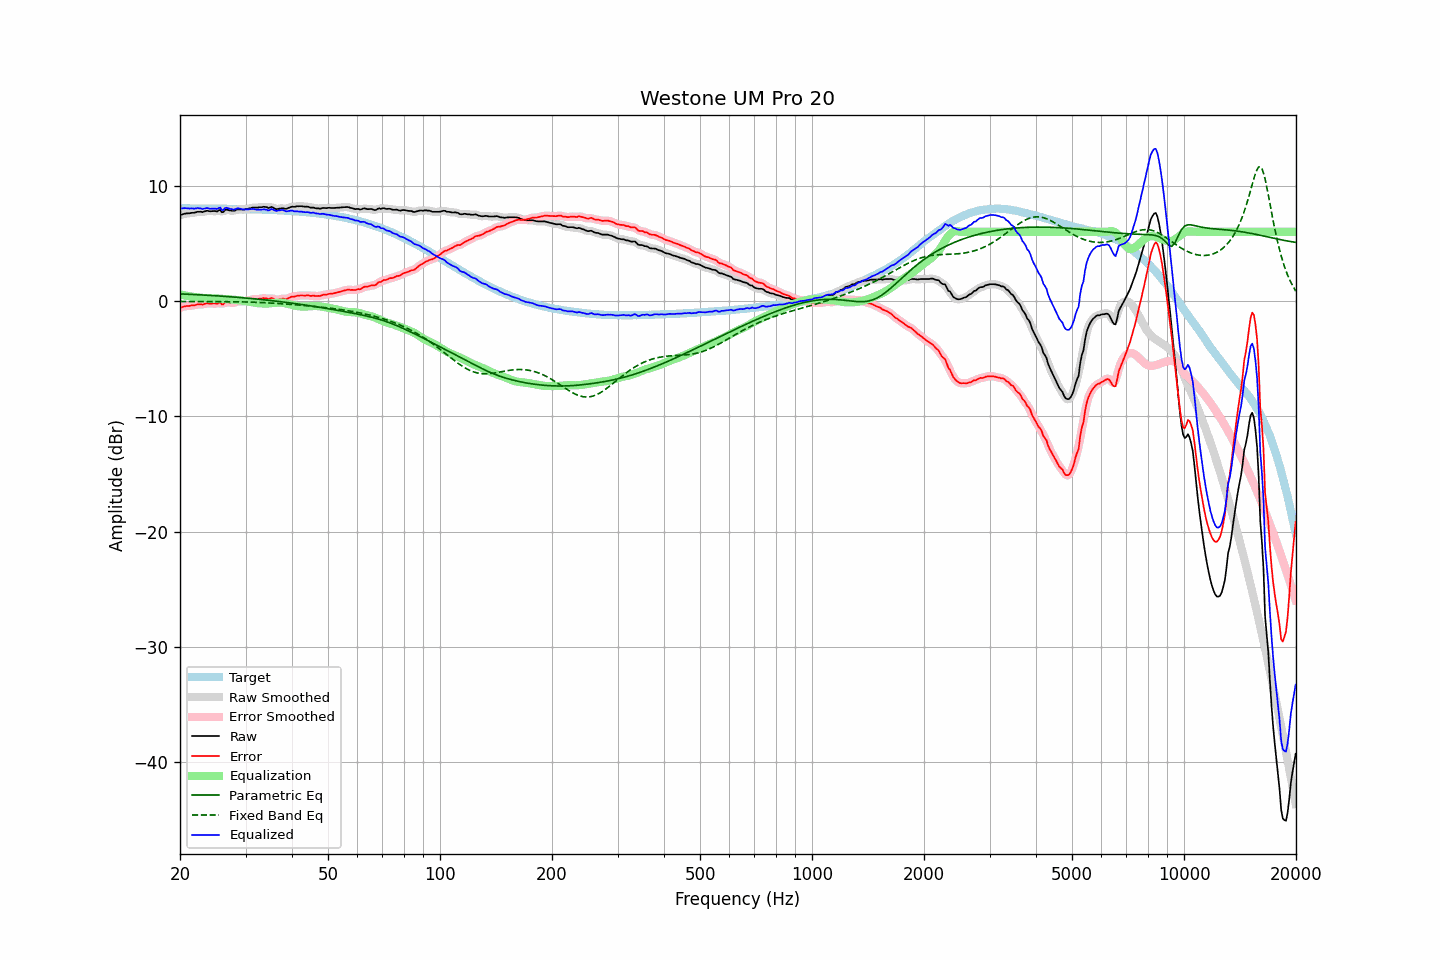 Westone UM Pro 20
10
0
−10
−20
−30
−40
Amplitude (dBr)
20
50
100
200
500
1000
2000
5000
10000
20000
Frequency (Hz)
Target
Raw Smoothed
Error Smoothed
Raw
Error
Equalization
Parametric Eq
Fixed Band Eq
Equalized